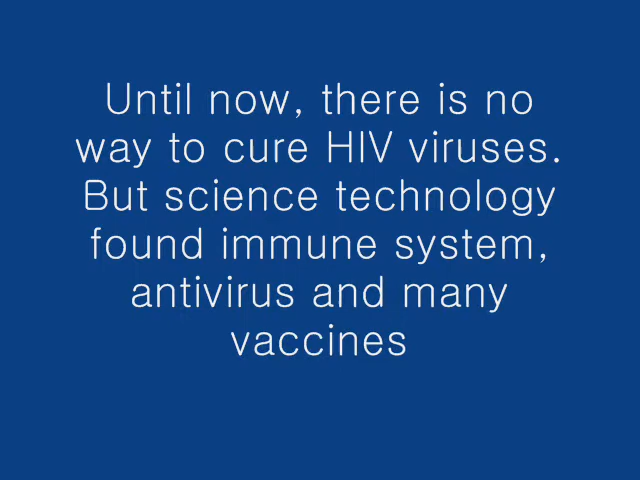 Until now, there is no
way to cure HIV viruses.
But science technology
found immune system,
antivirus and many
vaccines